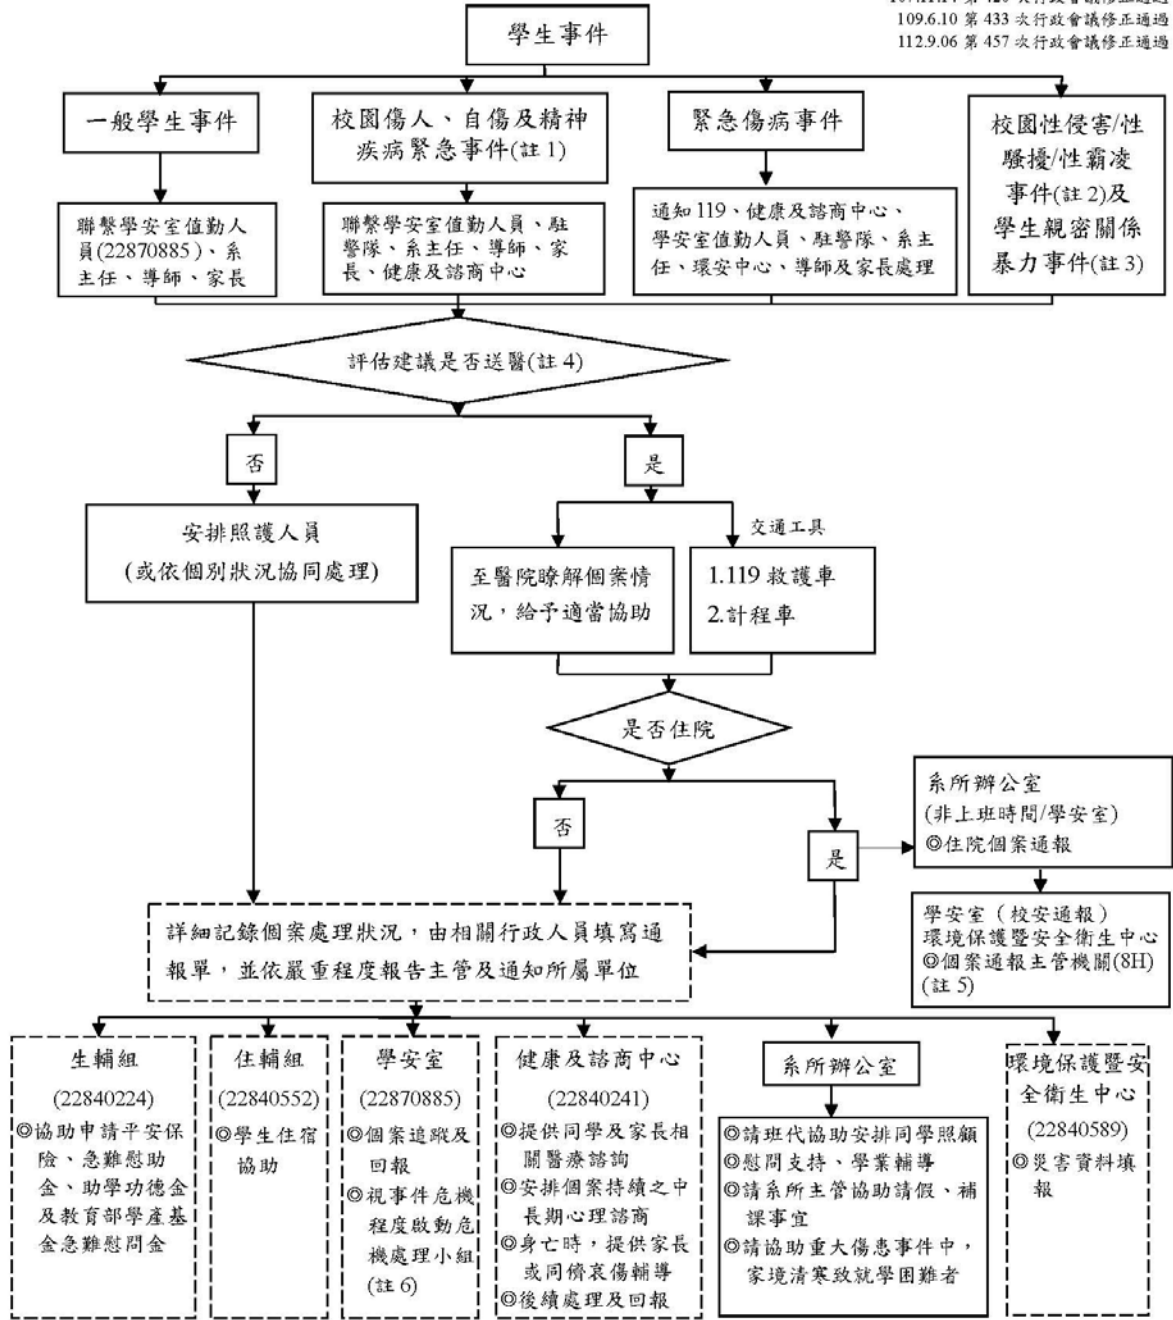 109.6.10 第 433 次行政會議修正通過
112.9.06 第 457 次行政會議修正通過
學生事件
一般學生事件
校園傷人、自傷及精神
疾病緊急事件(註 1)
緊急傷病事件
校園性侵害/性
騷擾/性霸凌
事件(註 2)及
學生親密關係
暴力事件(註 3)
聯繫學安室值勤人
員(22870885)、系
主任、導師、家長
聯繫學安室值勤人員、駐
警隊、系主任、導師、家
長、健康及諮商中心
通知 119、健康及諮商中心、
學安室值勤人員、駐警隊、系主
任、環安中心、導師及家長處理
評估建議是否送醫(註 4)
否
是
安排照護人員
(或依個別狀況協同處理)
交通工具
至醫院瞭解個案情
況，給予適當協助
1.119 救護車
2.計程車
是否住院
否
是
系所辦公室
(非上班時間/學安室)
◎住院個案通報
學安室（校安通報）
環境保護暨安全衛生中心
◎個案通報主管機關(8H)
(註 5)
詳細記錄個案處理狀況，由相關行政人員填寫通
報單，並依嚴重程度報告主管及通知所屬單位
生輔組
(22840224)
◎協助申請平安保
險、急難慰助
金、助學功德金
及教育部學產基
金急難慰問金
住輔組
(22840552)
◎學生住宿
協助
學安室
(22870885)
◎個案追蹤及
回報
◎視事件危機
程度啟動危
機處理小組
(註 6)
健康及諮商中心
(22840241)
◎提供同學及家長相
關醫療諮詢
◎安排個案持續之中
長期心理諮商
◎身亡時，提供家長
或同儕哀傷輔導
◎後續處理及回報
系所辦公室
◎請班代協助安排同學照顧
◎慰問支持、學業輔導
◎請系所主管協助請假、補
課事宜
◎請協助重大傷患事件中，
家境清寒致就學困難者
環境保護暨安
全衛生中心
(22840589)
◎災害資料填
報